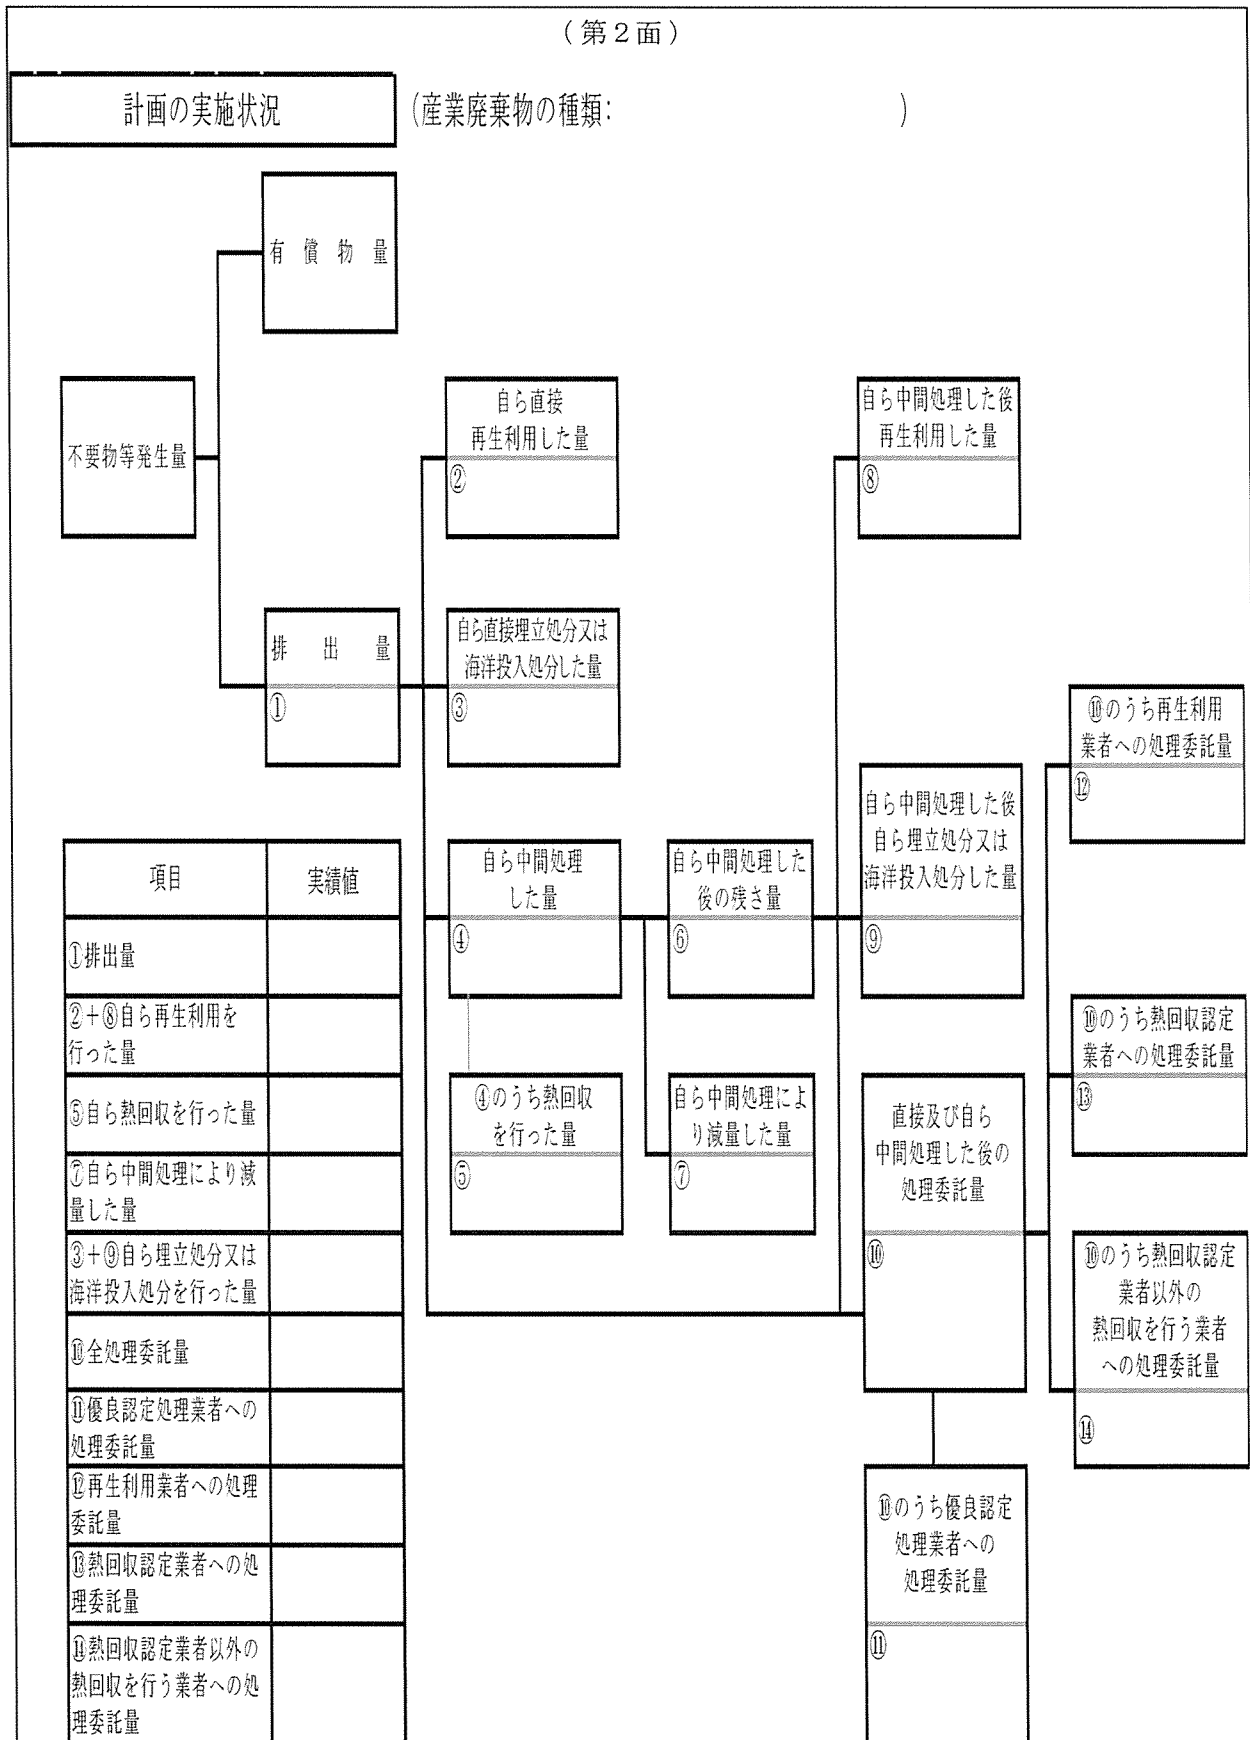 （第２面）
計画の実施状況
(産業廃棄物の種類: )
有償物量
不要物等発生量
排出量
①
自ら直接
再生利用した量
②
自ら直接埋立処分又は
海洋投入処分した量
③
自ら中間処理
した量
④
④のうち熱回収
を行った量
⑤
自ら中間処理した
後の残さ量
⑥
自ら中間処理によ
り減量した量
⑦
自ら中間処理した後
再生利用した量
⑧
自ら中間処理した後
自ら埋立処分又は
海洋投入処分した量
⑨
直接及び自ら
中間処理した後の
処理委託量
⑩
⑩のうち優良認定
処理業者への
処理委託量
⑪
⑩のうち再生利用
業者への処理委託量
⑫
⑩のうち熱回収認定
業者への処理委託量
⑬
⑩のうち熱回収認定
業者以外の
熱回収を行う業者
への処理委託量
⑭
項目 実績値
①排出量
②＋⑧自ら再生利用を
行った量
⑤自ら熱回収を行った量
⑦自ら中間処理により減
量した量
③＋⑨自ら埋立処分又は
海洋投入処分を行った量
⑩全処理委託量
⑪優良認定処理業者への
処理委託量
⑫再生利用業者への処理
委託量
⑬熱回収認定業者への処
理委託量
⑭熱回収認定業者以外の
熱回収を行う業者への処
理委託量